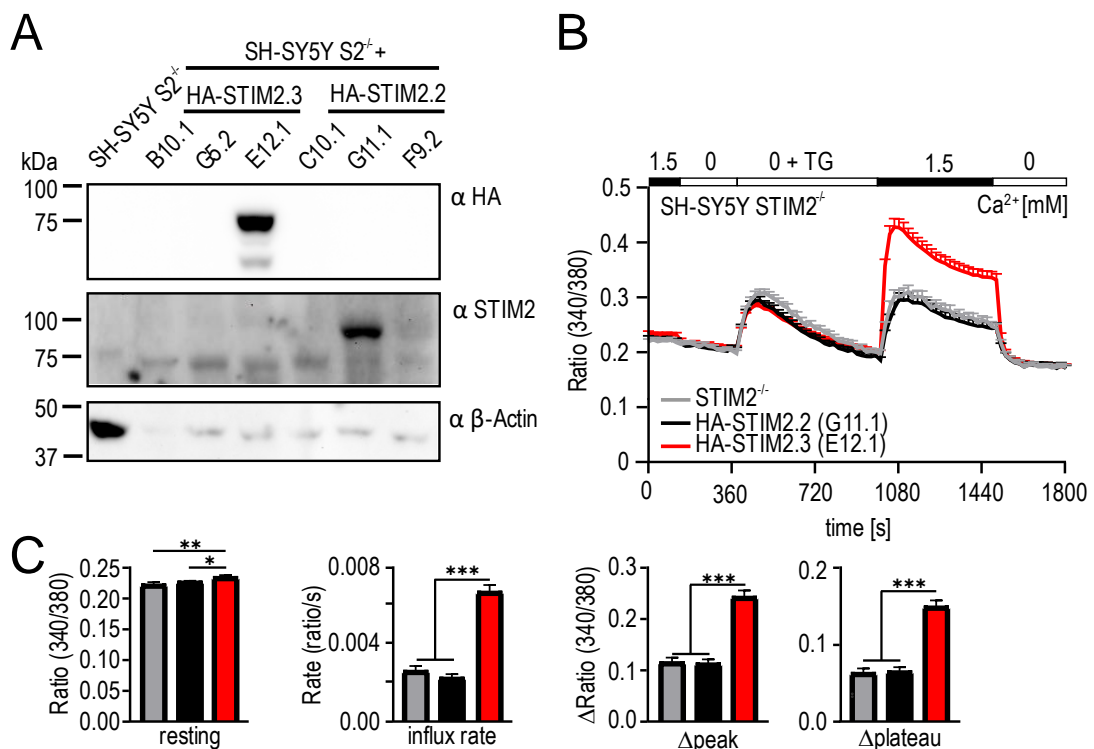 A
SH-SY5Y S2-/- +
HA-STIM2.3 HA-STIM2.2
SH-SY5Y S2-/- B10.1 G5.2 E12.1 C10.1 G11.1 F9.2
kDa
100
75
α HA
100
75
α STIM2
50
37
α β-Actin
B
1.5 0 0 + TG 1.5 0
SH-SY5Y STIM2-/- Ca2+ [mM]
Ratio (340/380)
0.5
0.4
0.3
0.2
0.1
0
STIM2-/-
HA-STIM2.2 (G11.1)
HA-STIM2.3 (E12.1)
0 360 720 1080 1440 1800
time [s]
C
Ratio (340/380)
0.25
0.20
0.15
0.10
0.05
0.00
**
*
resting
Rate (ratio/s)
0.008
0.004
0.000
***
influx rate
ΔRatio (340/380)
0.3
0.2
0.1
0.0
***
Δpeak
0.2
0.1
0.0
***
Δplateau